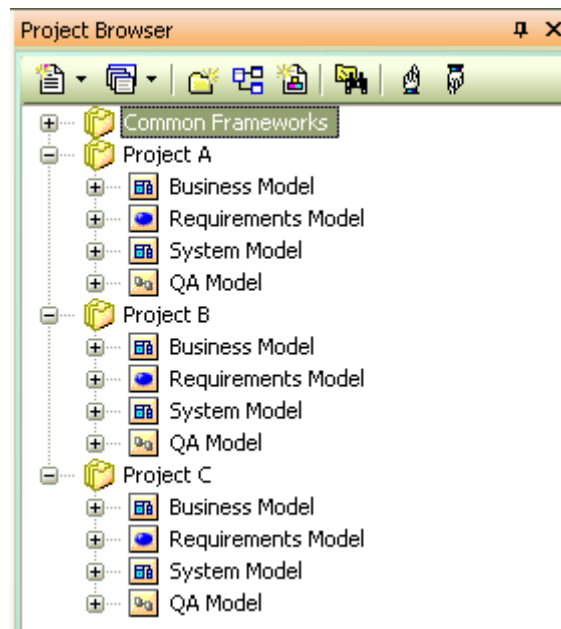 Project Browser
Common Frameworks
Project A
Business Model
Requirements Model
System Model
QA Model
Project B
Business Model
Requirements Model
System Model
QA Model
Project C
Business Model
Requirements Model
System Model
QA Model